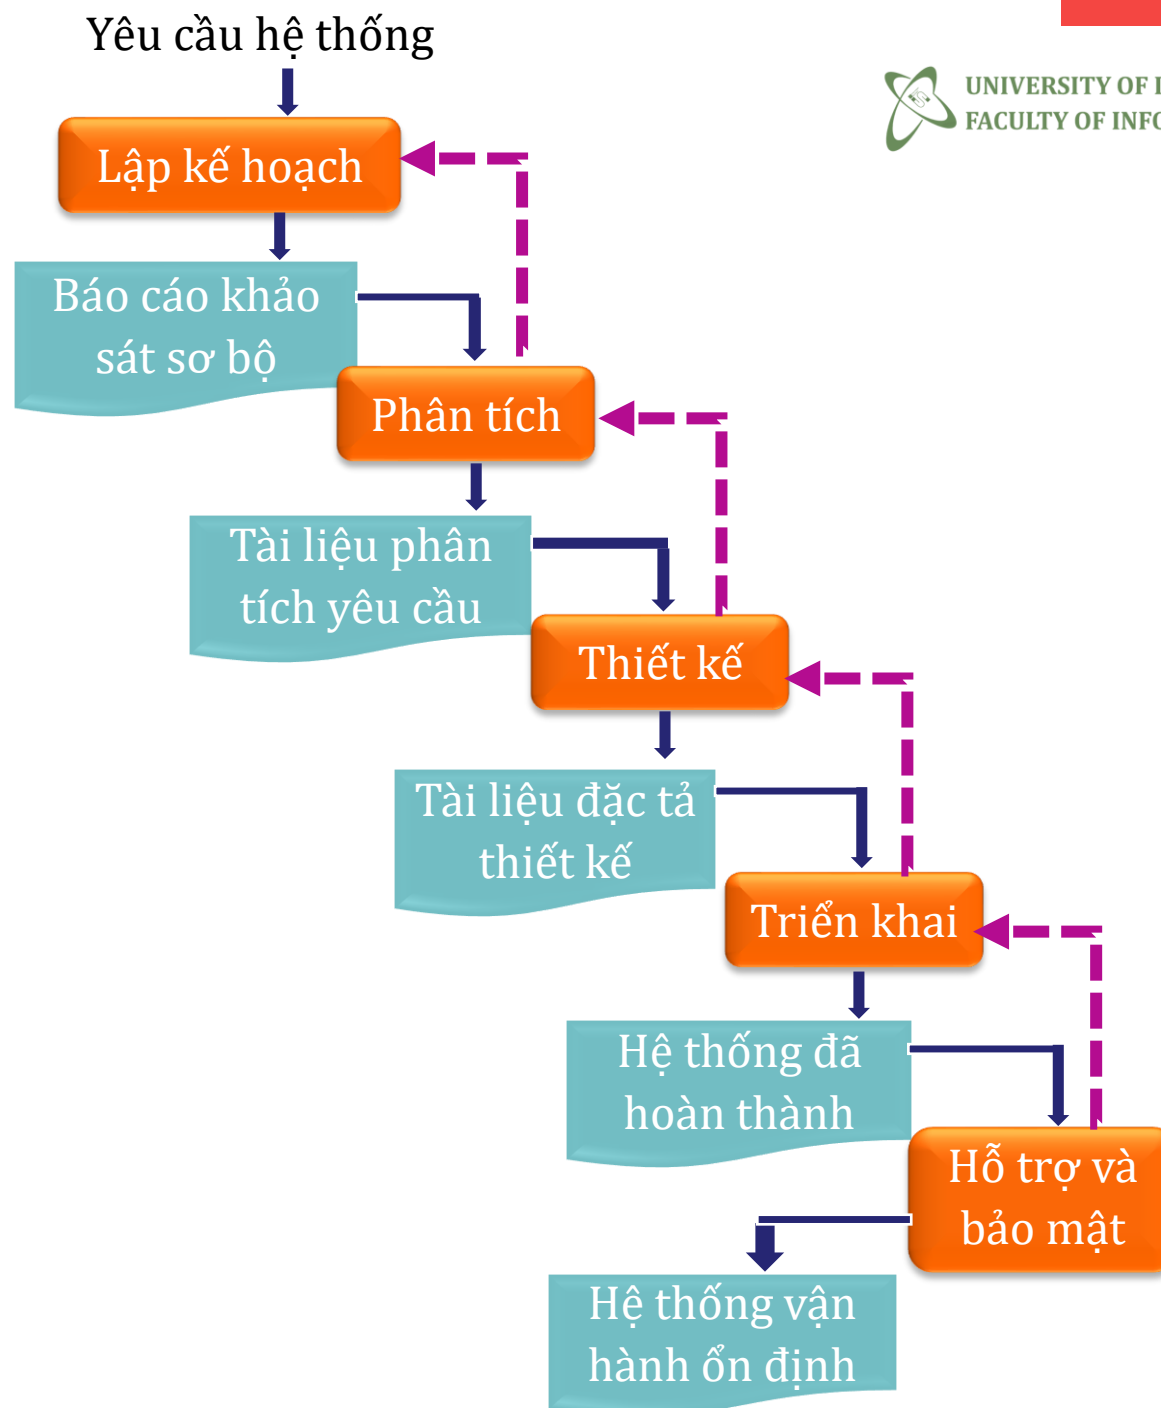 Yêu cầu hệ thống
UNIVERSITY OF
FACULTY OF
Lập kế hoạch
Báo cáo khảo
sát sơ bộ
Phân tích
Tài liệu phân
tích yêu cầu
Thiết kế
Tài liệu đặc tả
thiết kế
Triển khai
Hệ thống đã
hoàn thành
Hỗ trợ và
bảo mật
Hệ thống vận
hành ổn định